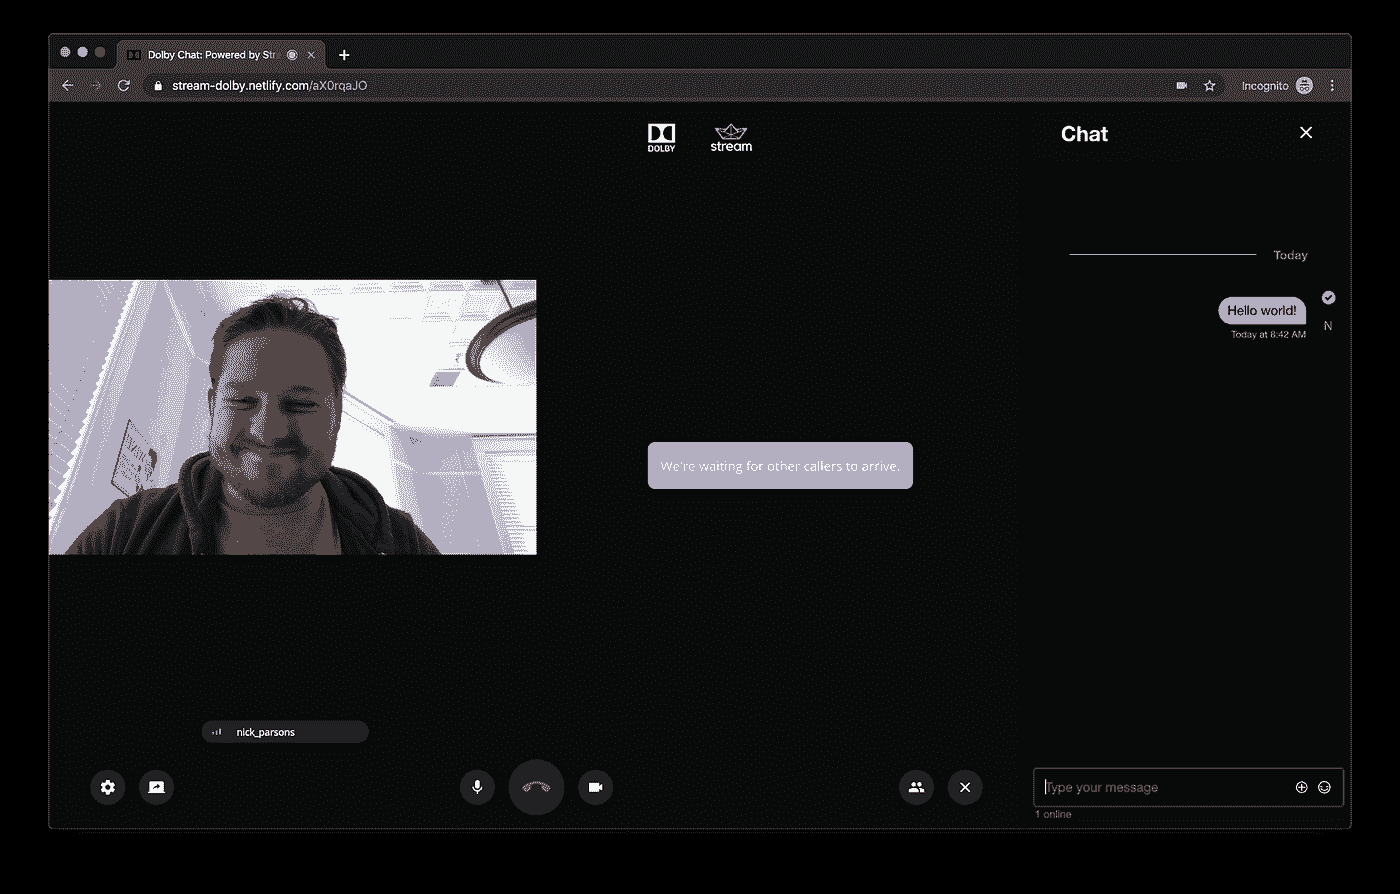 Dolby Chat: Powered by Str
stream-dolby.netlify.com/aX0rqaJO
Incognito
DOLBY
stream
Chat
Today
Hello world!
Today at 8:42 AM
N
We're waiting for other callers to arrive.
nick_parsons
Type your message
1 online